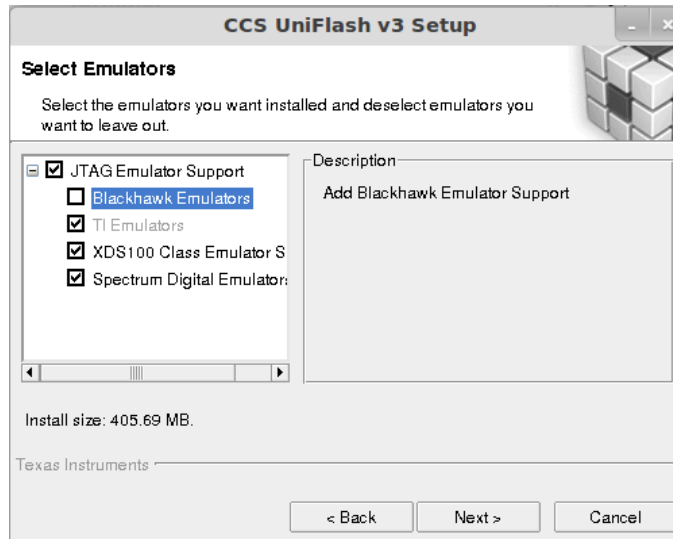 CCS UniFlash v3 Setup
Select Emulators
Select the emulators you want installed and deselect emulators you
want to leave out.
JTAG Emulator Support
Blackhawk Emulators
TI Emulators
XDS100 Class Emulator S
Spectrum Digital Emulator
Description
Add Blackhawk Emulator Support
Install size: 405.69 MB.
Texas Instruments
< Back
Next >
Cancel